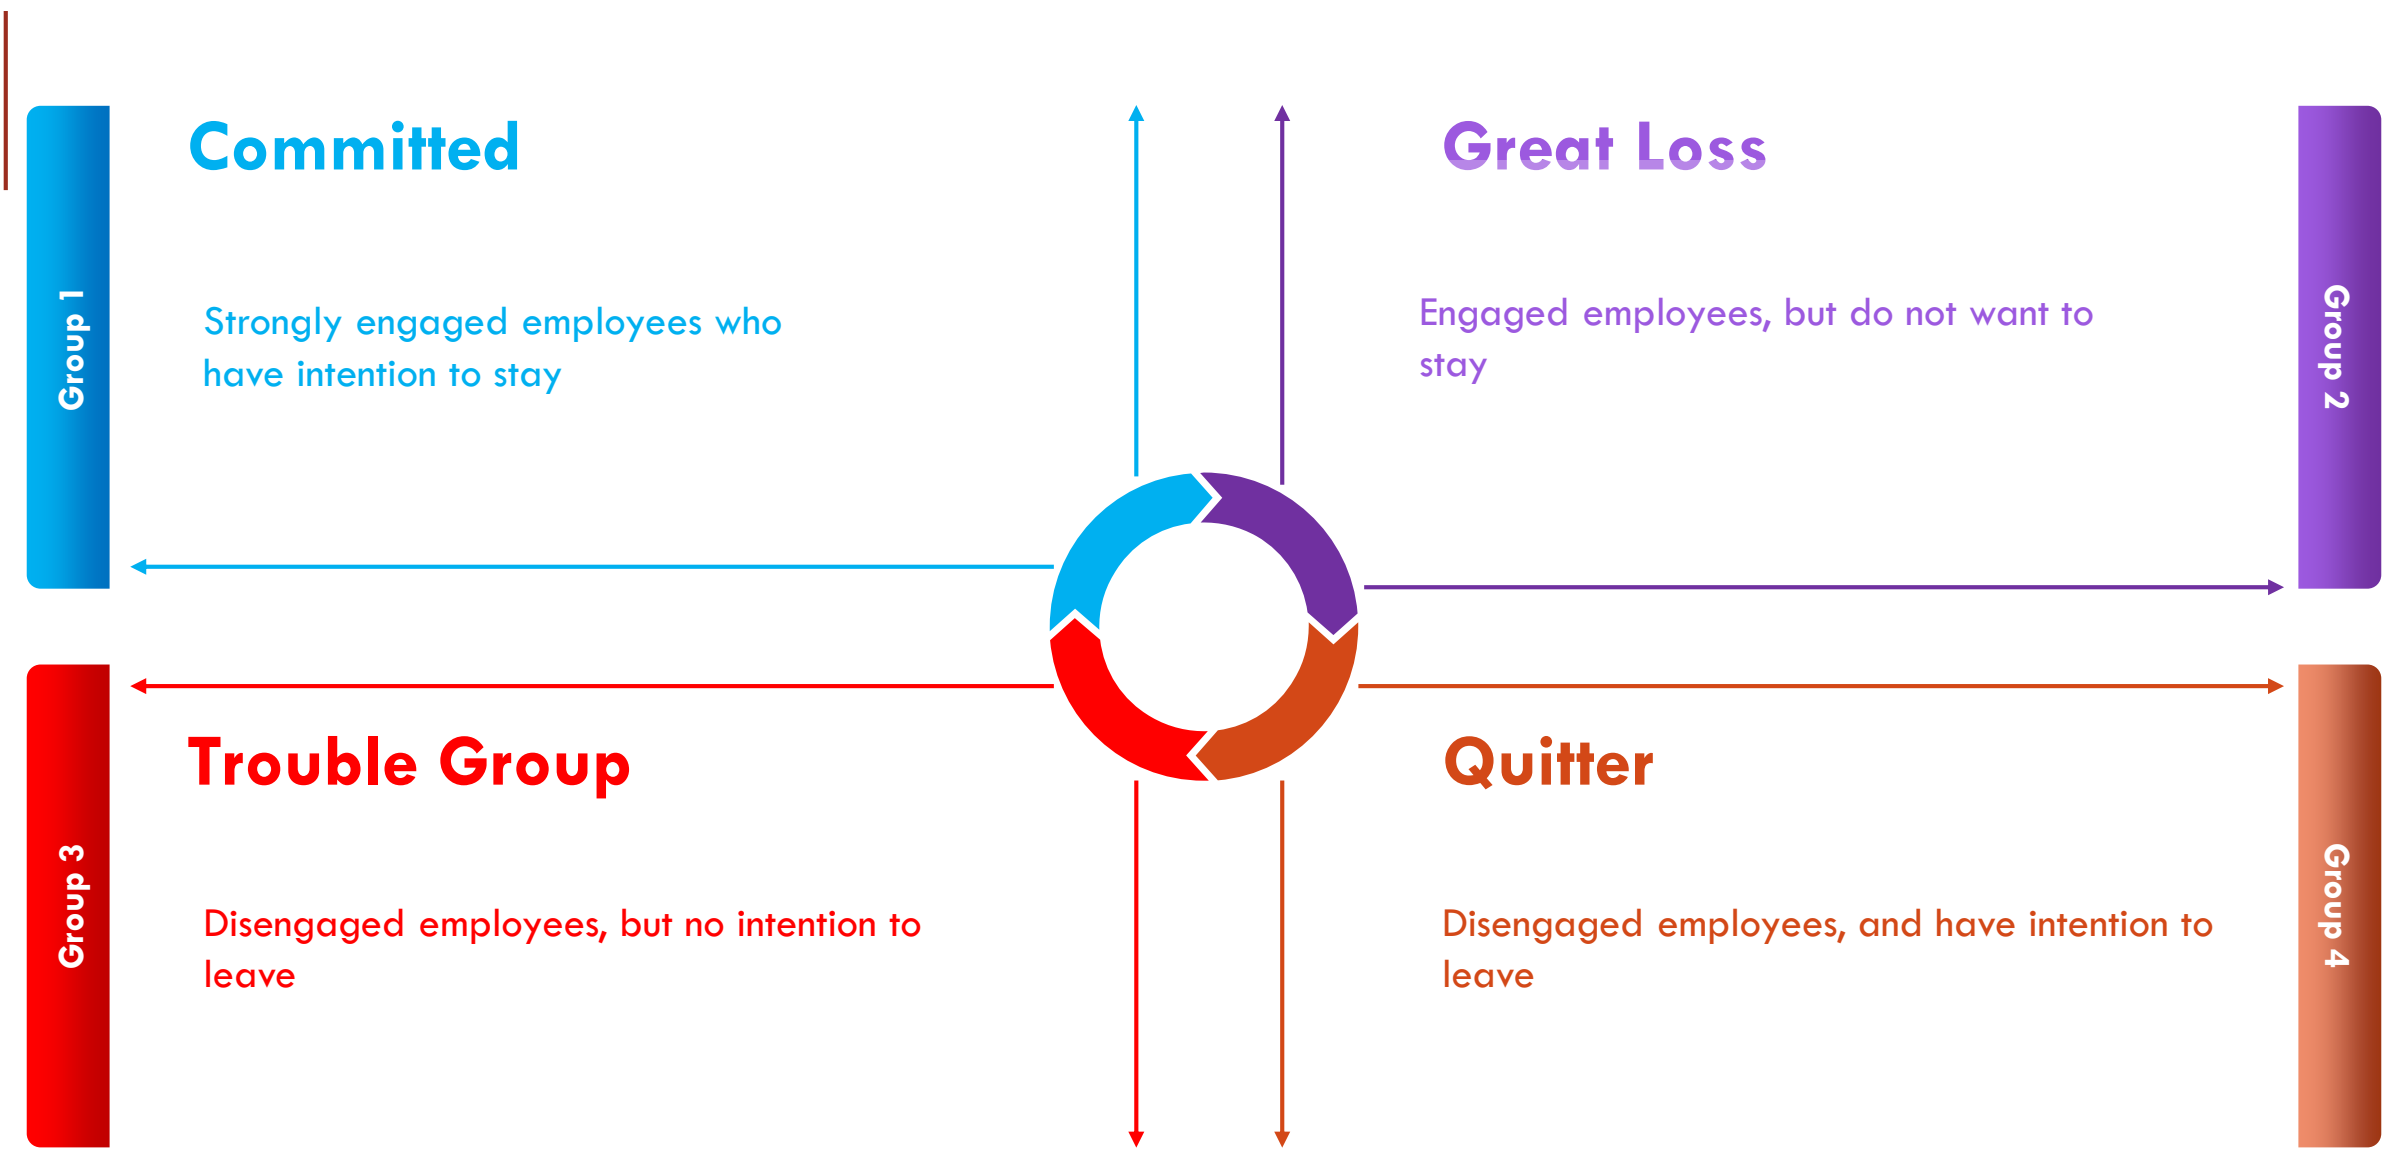 Group 1
Committed
Strongly engaged employees who
have intention to stay
Great Loss
Engaged employees, but do not want to
stay
Group 2
Group 3
Trouble Group
Disengaged employees, but no intention to
leave
Quitter
Disengaged employees, and have intention to
leave
Group 4